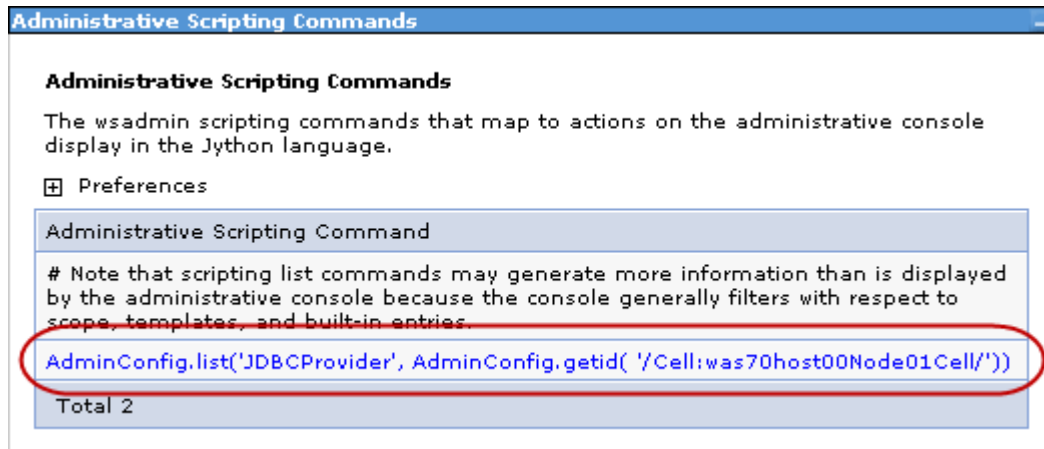 Administrative Scripting Commands
Administrative Scripting Commands
The wsadmin scripting commands that map to actions on the administrative console
display in the Jython language.
Preferences
Administrative Scripting Command
# Note that scripting list commands may generate more information than is displayed
by the administrative console because the console generally filters with respect to
scope, templates, and built-in entries.
AdminConfig.list('JDBCProvider', AdminConfig.getid( '/Cell:was70host00Node01Cell/'))
Total 2